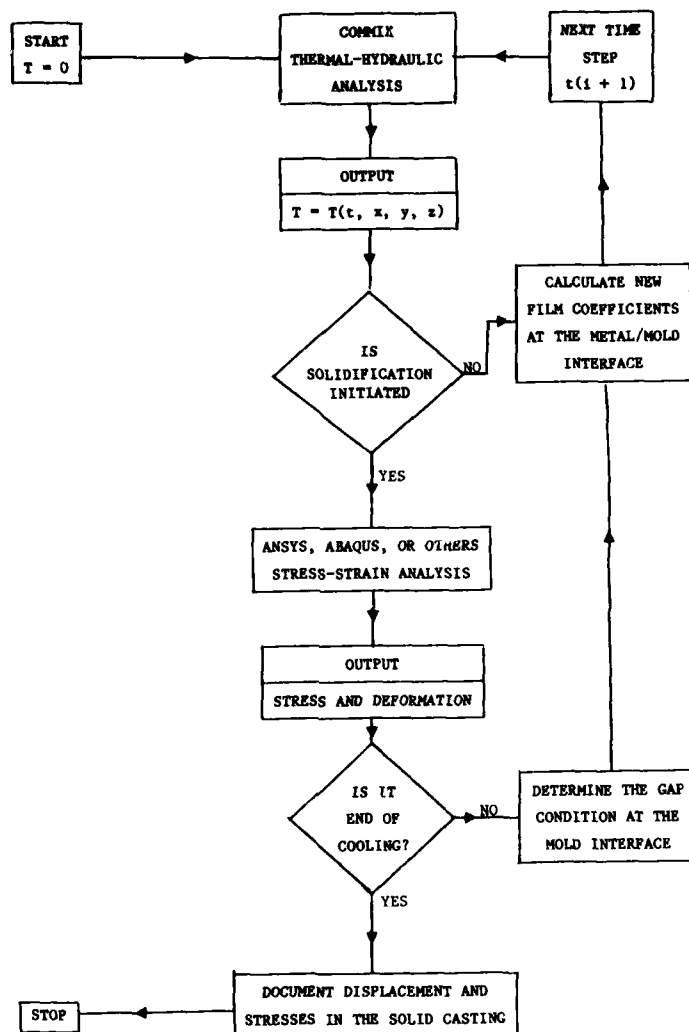 START
T = 0
COMMIX
THERMAL-HYDRAULIC
ANALYSIS
NEXT TIME
STEP
t(i + 1)
OUTPUT
T = T(t, x, y, z)
CALCULATE NEW
FILM COEFFICIENTS
AT THE METAL/MOLD
INTERFACE
IS
SOLIDIFICATION
INITIATED
NO
YES
ANSYS, ABAQUS, OR OTHERS
STRESS-STRAIN ANALYSIS
OUTPUT
STRESS AND DEFORMATION
IS IT
END OF
COOLING?
NO
DETERMINE THE GAP
CONDITION AT THE
MOLD INTERFACE
YES
DOCUMENT DISPLACEMENT AND
STRESSES IN THE SOLID CASTING
STOP